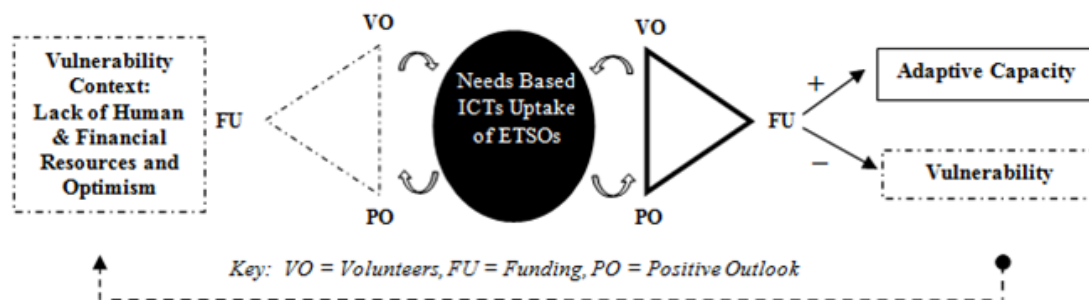 Vulnerability
Context:
Lack of Human
& Financial
Resources and
Optimism
FU
VO
PO
Needs Based
ICTs Uptake
of ETSOs
VO
PO
FU
+
−
Adaptive Capacity
Vulnerability
Key: VO = Volunteers, FU = Funding, PO = Positive Outlook